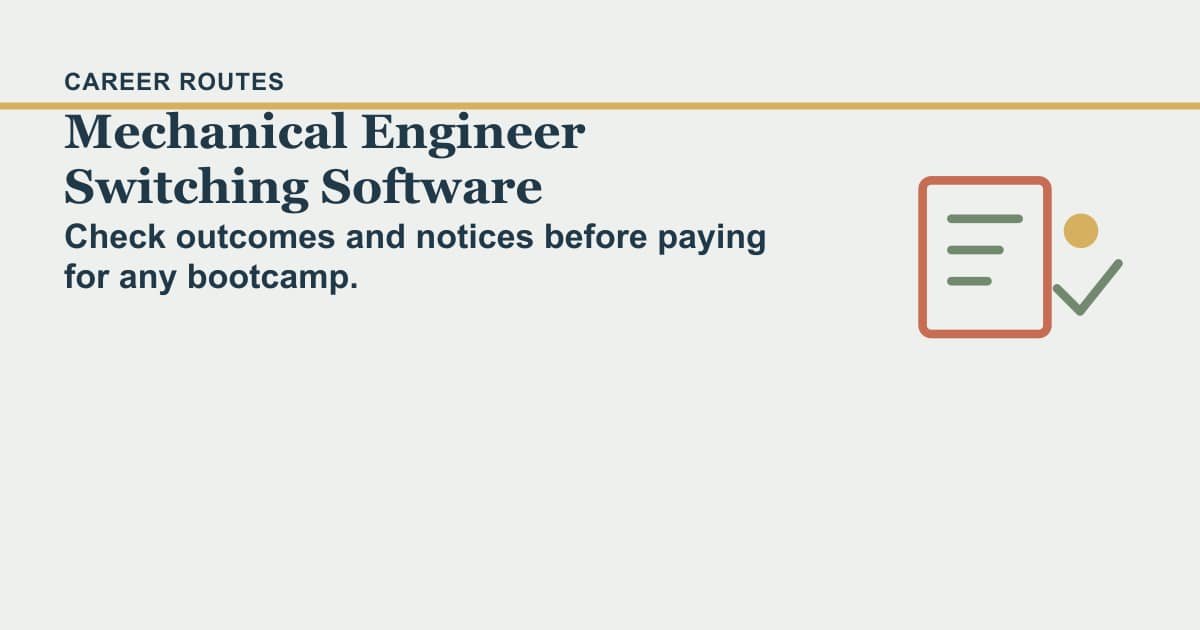 CAREER ROUTES
Mechanical Engineer
Switching Software
Check outcomes and notices before paying
for any bootcamp.